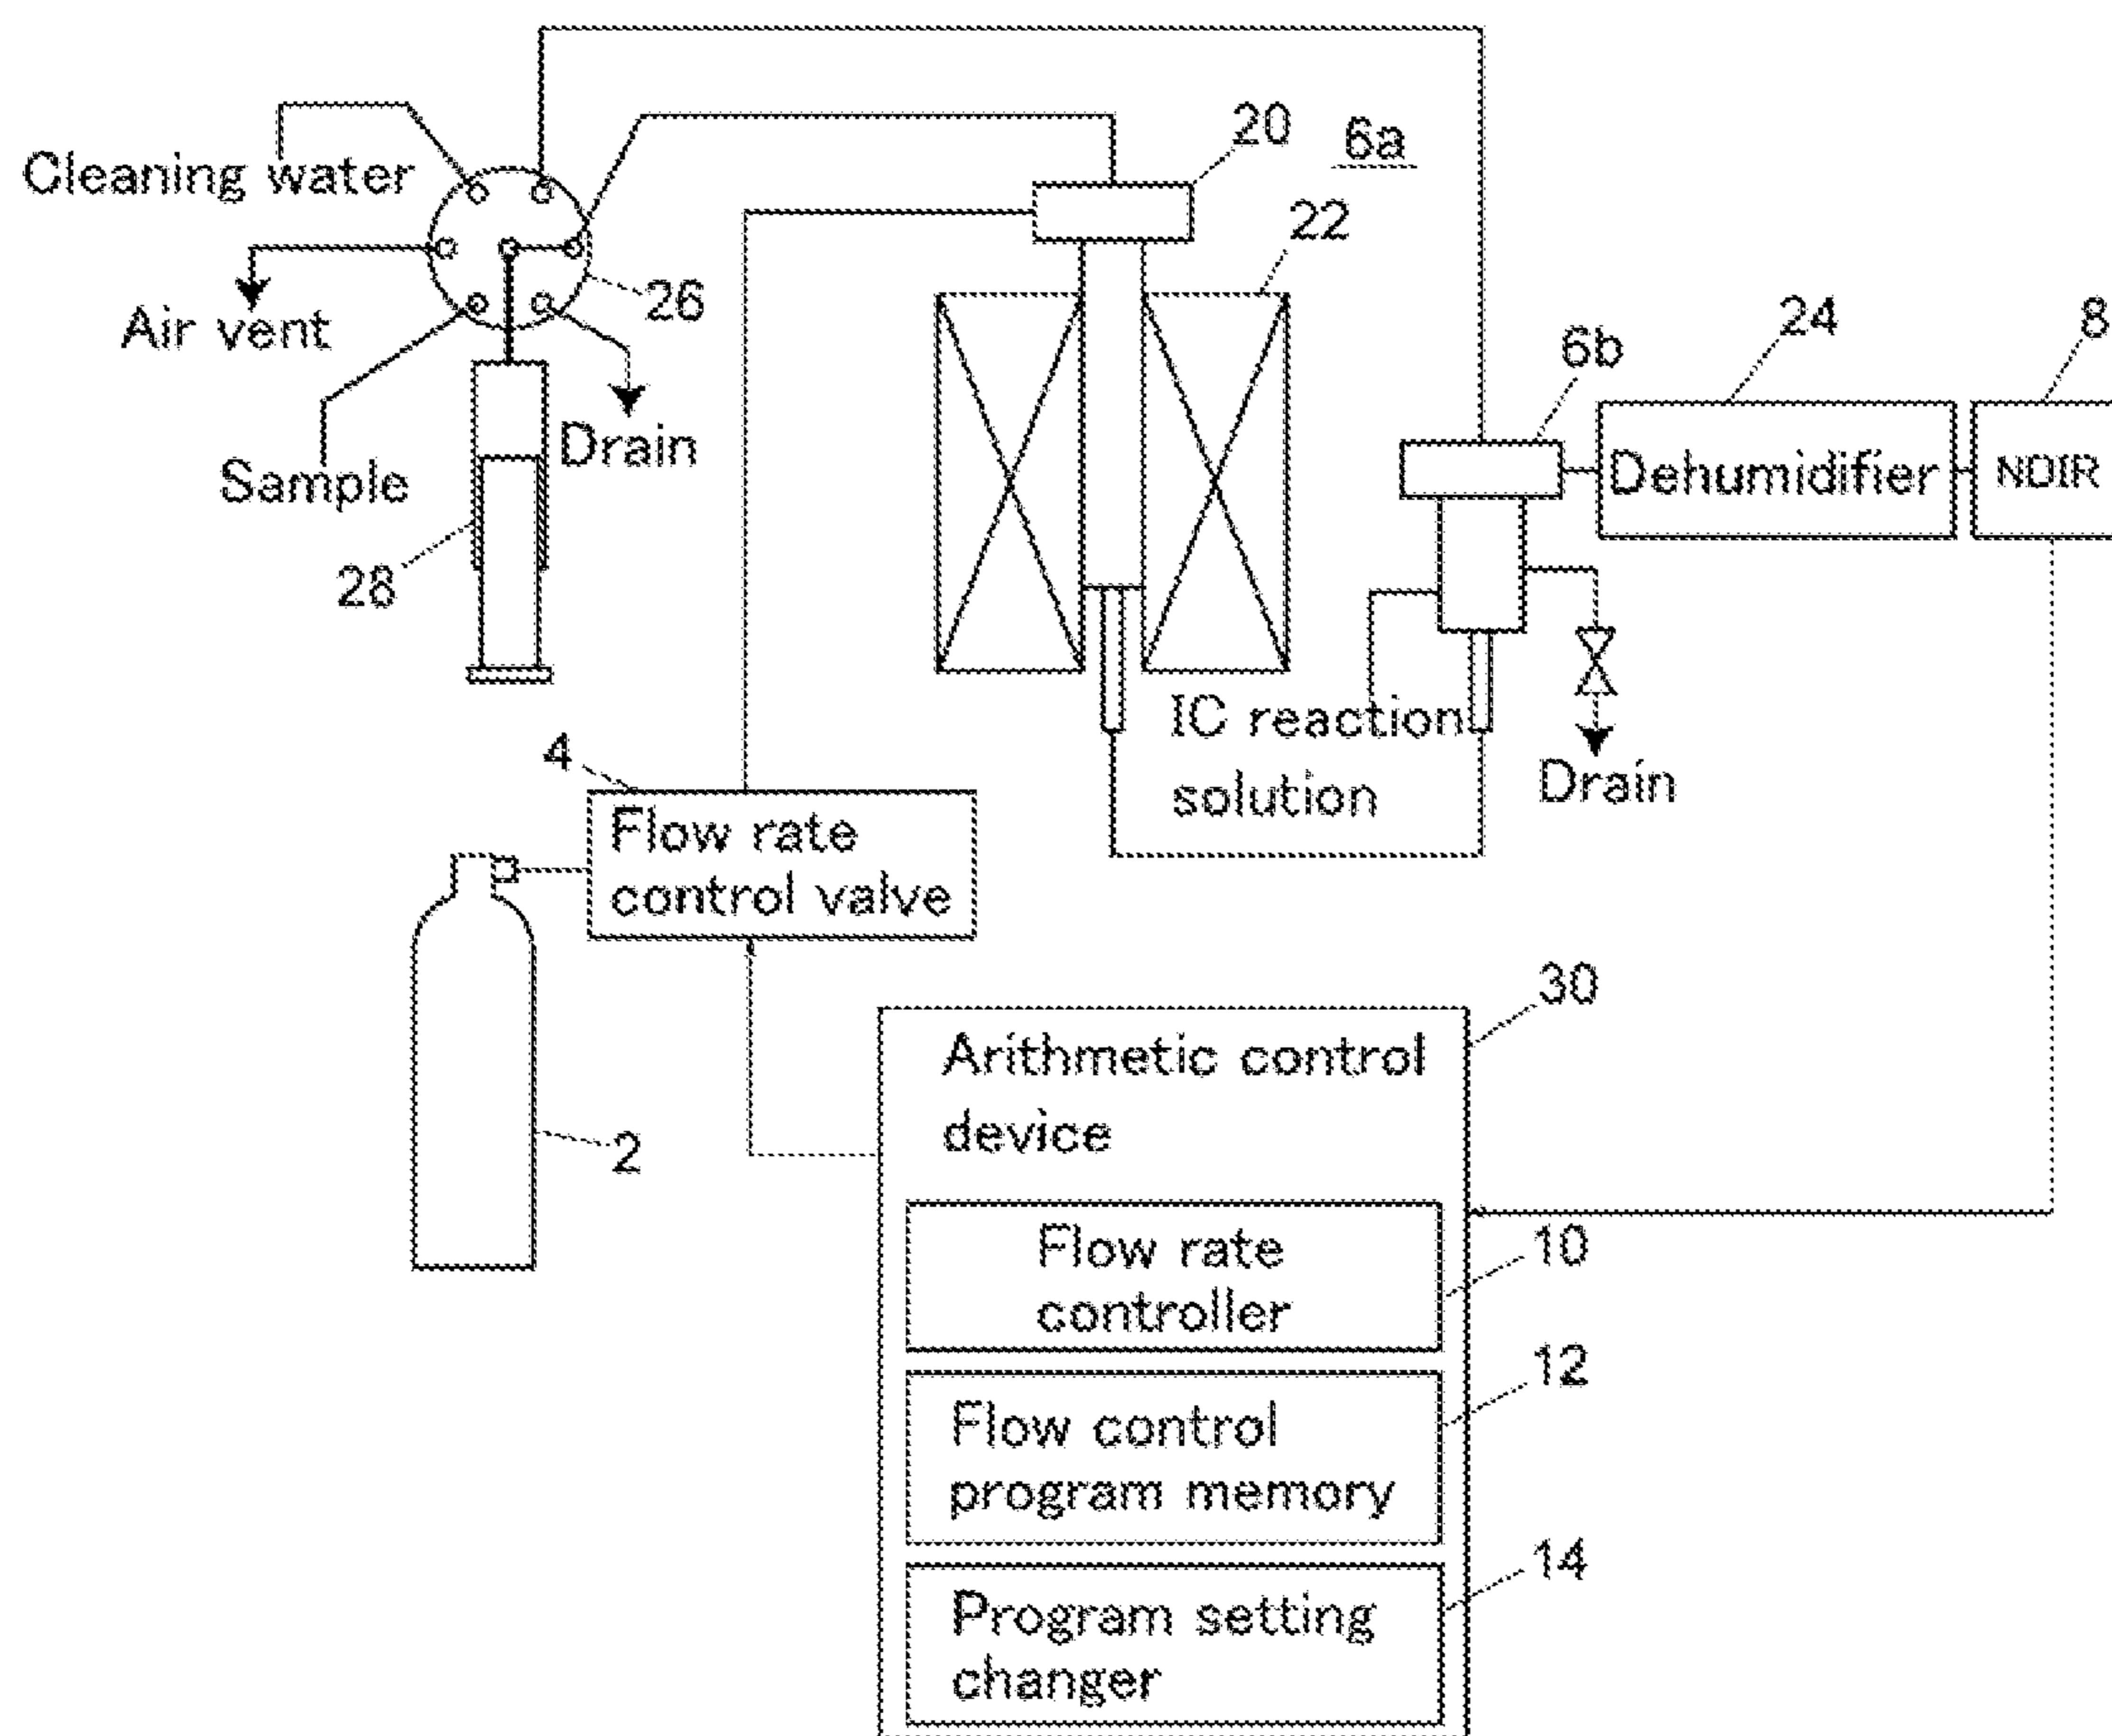 20
6a
Cleaning water
22
26
Air vent
24
8
6b
Drain
Dehumidifier
NDIR
Sample
28
IC reaction
solution
4
Drain
Flow rate
control valve
30
Arithmetic control
device
2
Flow rate
controller
10
12
Flow control
program memory
14
Program setting
changer